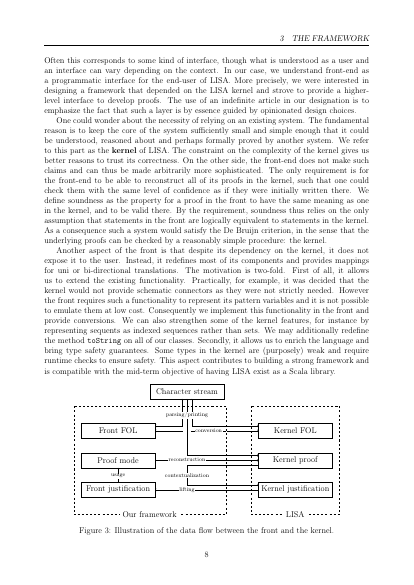 3 THE FRAMEWORK
Often this corresponds to some kind of interface, though what is understood as a user and
an interface can vary depending on the context. In our case, we understand front-end as
a programmatic interface for the end-user of LISA. More precisely, we were interested in
designing a framework that depended on the LISA kernel and strove to provide a higher-
level interface to develop proofs. The use of an indefinite article in our designation is to
emphasize the fact that such a layer is by essence guided by opinionated design choices.
One could wonder about the necessity of relying on an existing system. The fundamental
reason is to keep the core of the system sufficiently small and simple enough that it could
be understood, reasoned about and perhaps formally proved by another system. We refer
to this part as the kernel of LISA. The constraint on the complexity of the kernel gives us
better reasons to trust its correctness. On the other side, the front-end does not make such
claims and can thus be made arbitrarily more sophisticated. The only requirement is for
the front-end to be able to reconstruct all of its proofs in the kernel, such that one could
check them with the same level of confidence as if they were initially written there. We
define soundness as the property for a proof in the front to have the same meaning as one
in the kernel, and to be valid there. By the requirement, soundness thus relies on the only
assumption that statements in the front are logically equivalent to statements in the kernel.
As a consequence such a system would satisfy the De Bruijn criterion, in the sense that the
underlying proofs can be checked by a reasonably simple procedure: the kernel.
Another aspect of the front is that despite its dependency on the kernel, it does not
expose it to the user. Instead, it redefines most of its components and provides mappings
for uni or bi-directional translations. The motivation is two-fold. First of all, it allows
us to extend the existing functionality. Practically, for example, it was decided that the
kernel would not provide schematic connectors as they were not strictly needed. However
the front requires such a functionality to represent its pattern variables and it is not possible
to emulate them at low cost. Consequently we implement this functionality in the front and
provide conversions. We can also strengthen some of the kernel features, for instance by
representing sequents as indexed sequences rather than sets. We may additionally redefine
the method toString on all of our classes. Secondly, it allows us to enrich the language and
bring type safety guarantees. Some types in the kernel are (purposely) weak and require
runtime checks to ensure safety. This aspect contributes to building a strong framework, and
is compatible with the mid-term objective of having LISA exist as a Scala library.
Character stream
parsing/printing
Front FOL
conversion
Kernel FOL
Proof mode
reconstruction
Kernel proof
usage
contextualization
Front justification
lifting
Kernel justification
Our framework
LISA
Figure 3: Illustration of the data flow between the front and the kernel.
8